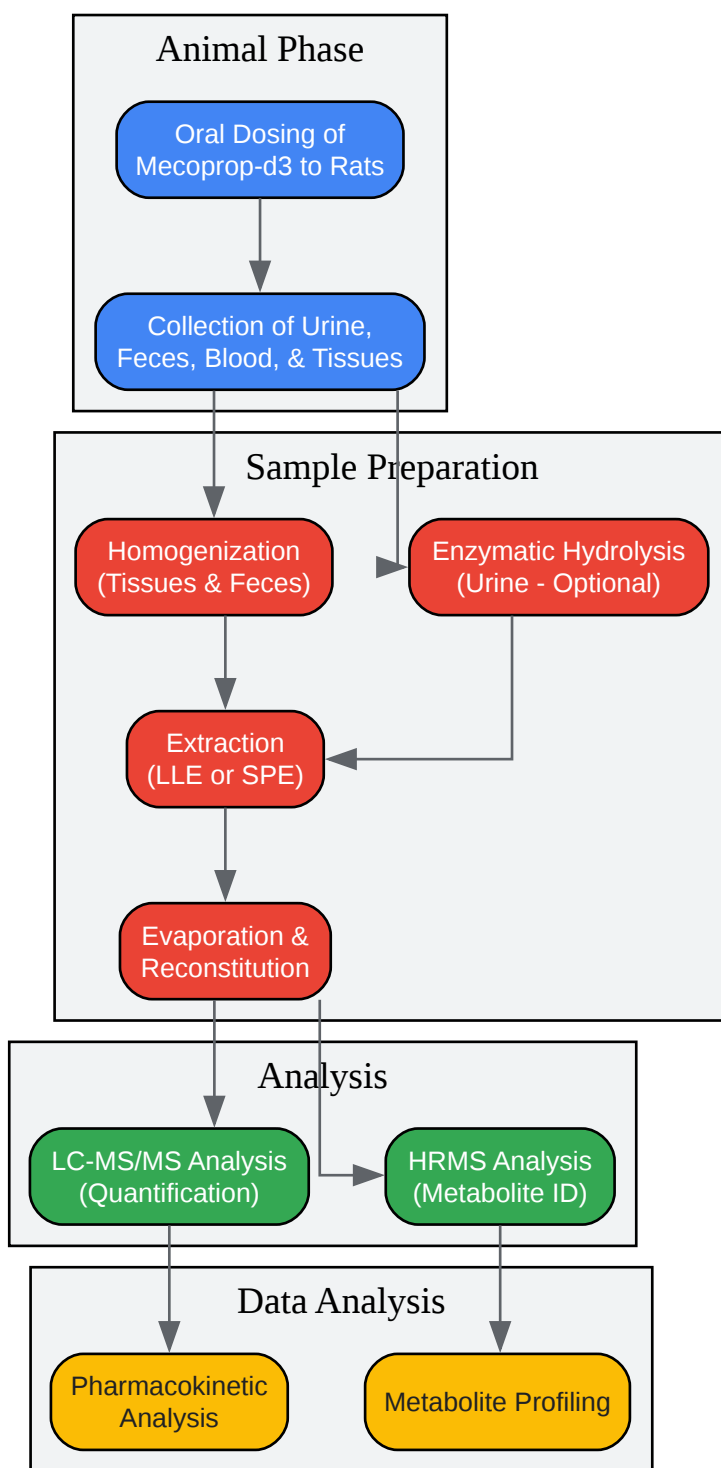 Animal Phase
Oral Dosing of
Mecoprop-d3 to Rats
Collection of Urine,
Feces, Blood, & Tissues
Sample Preparation
Homogenization
(Tissues & Feces)
Enzymatic Hydrolysis
(Urine - Optional)
Extraction
(LLE or SPE)
Evaporation &
Reconstitution
Analysis
LC-MS/MS Analysis
(Quantification)
HRMS Analysis
(Metabolite ID)
Data Analysis
Pharmacokinetic
Analysis
Metabolite Profiling